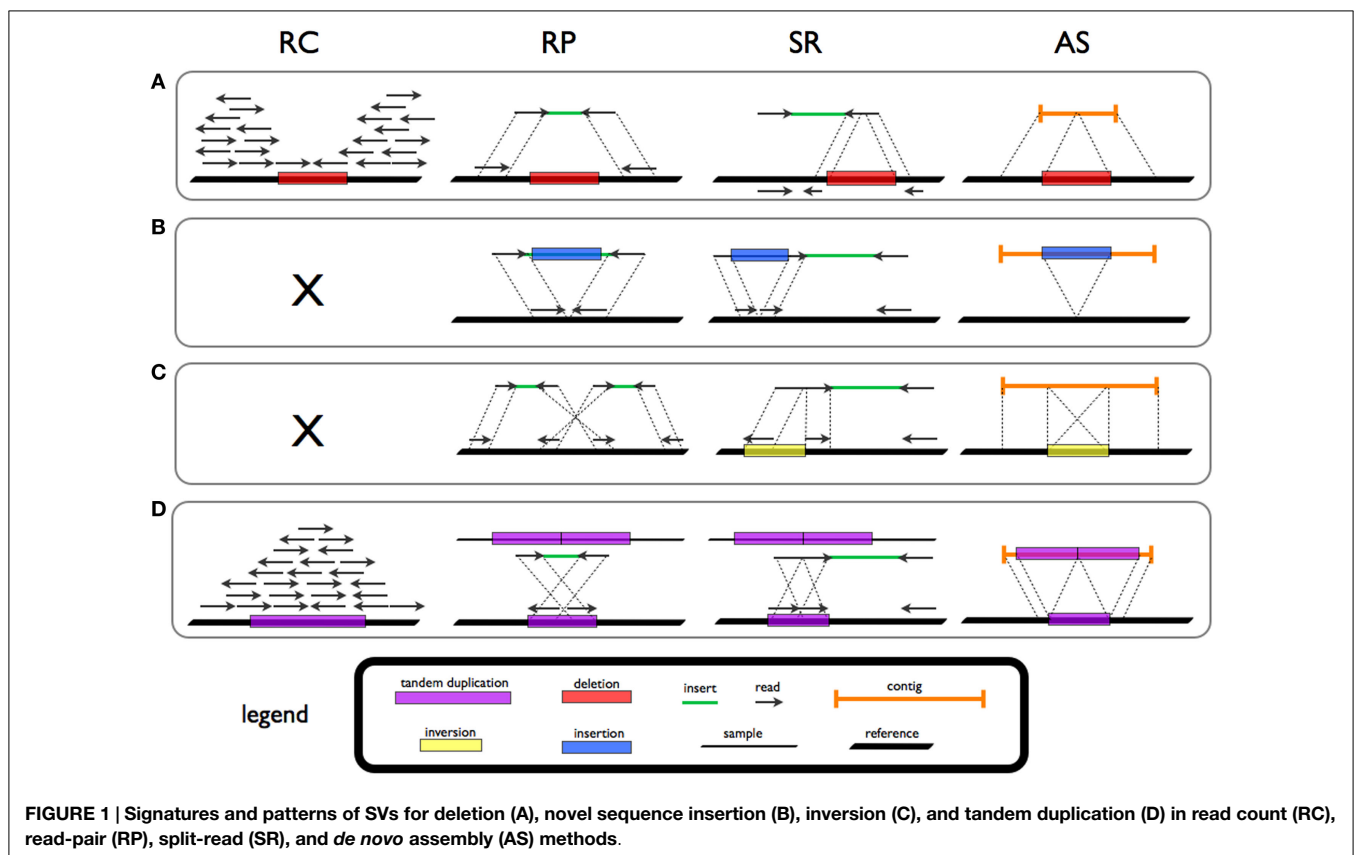 RC RP SR AS
A
B
X
C
X
D
legend
tandem duplication deletion insert read contig
inversion insertion sample reference
FIGURE 1 | Signatures and patterns of SVs for deletion (A), novel sequence insertion (B), inversion (C), and tandem duplication (D) in read count (RC),
read-pair (RP), split-read (SR), and de novo assembly (AS) methods.